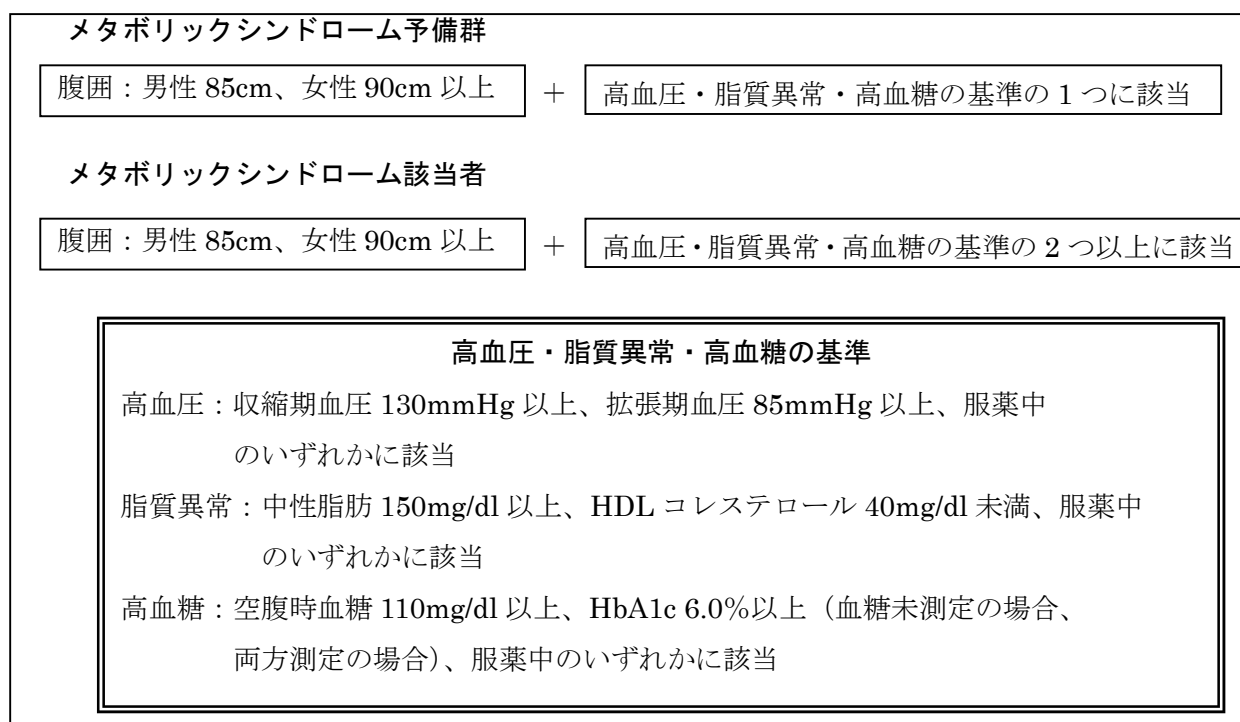 メタボリックシンドローム予備群
腹囲：男性 85cm、女性 90cm 以上 ＋ 高血圧・脂質異常・高血糖の基準の 1 つに該当
メタボリックシンドローム該当者
腹囲：男性 85cm、女性 90cm 以上 ＋ 高血圧・脂質異常・高血糖の基準の 2 つ以上に該当
高血圧・脂質異常・高血糖の基準
高血圧：収縮期血圧 130mmHg 以上、拡張期血圧 85mmHg 以上、服薬中
のいずれかに該当
脂質異常：中性脂肪 150mg/dl 以上、HDL コレステロール 40mg/dl 未満、服薬中
のいずれかに該当
高血糖：空腹時血糖 110mg/dl 以上、HbA1c 6.0％以上（血糖未測定の場合、
両方測定の場合）、服薬中のいずれかに該当